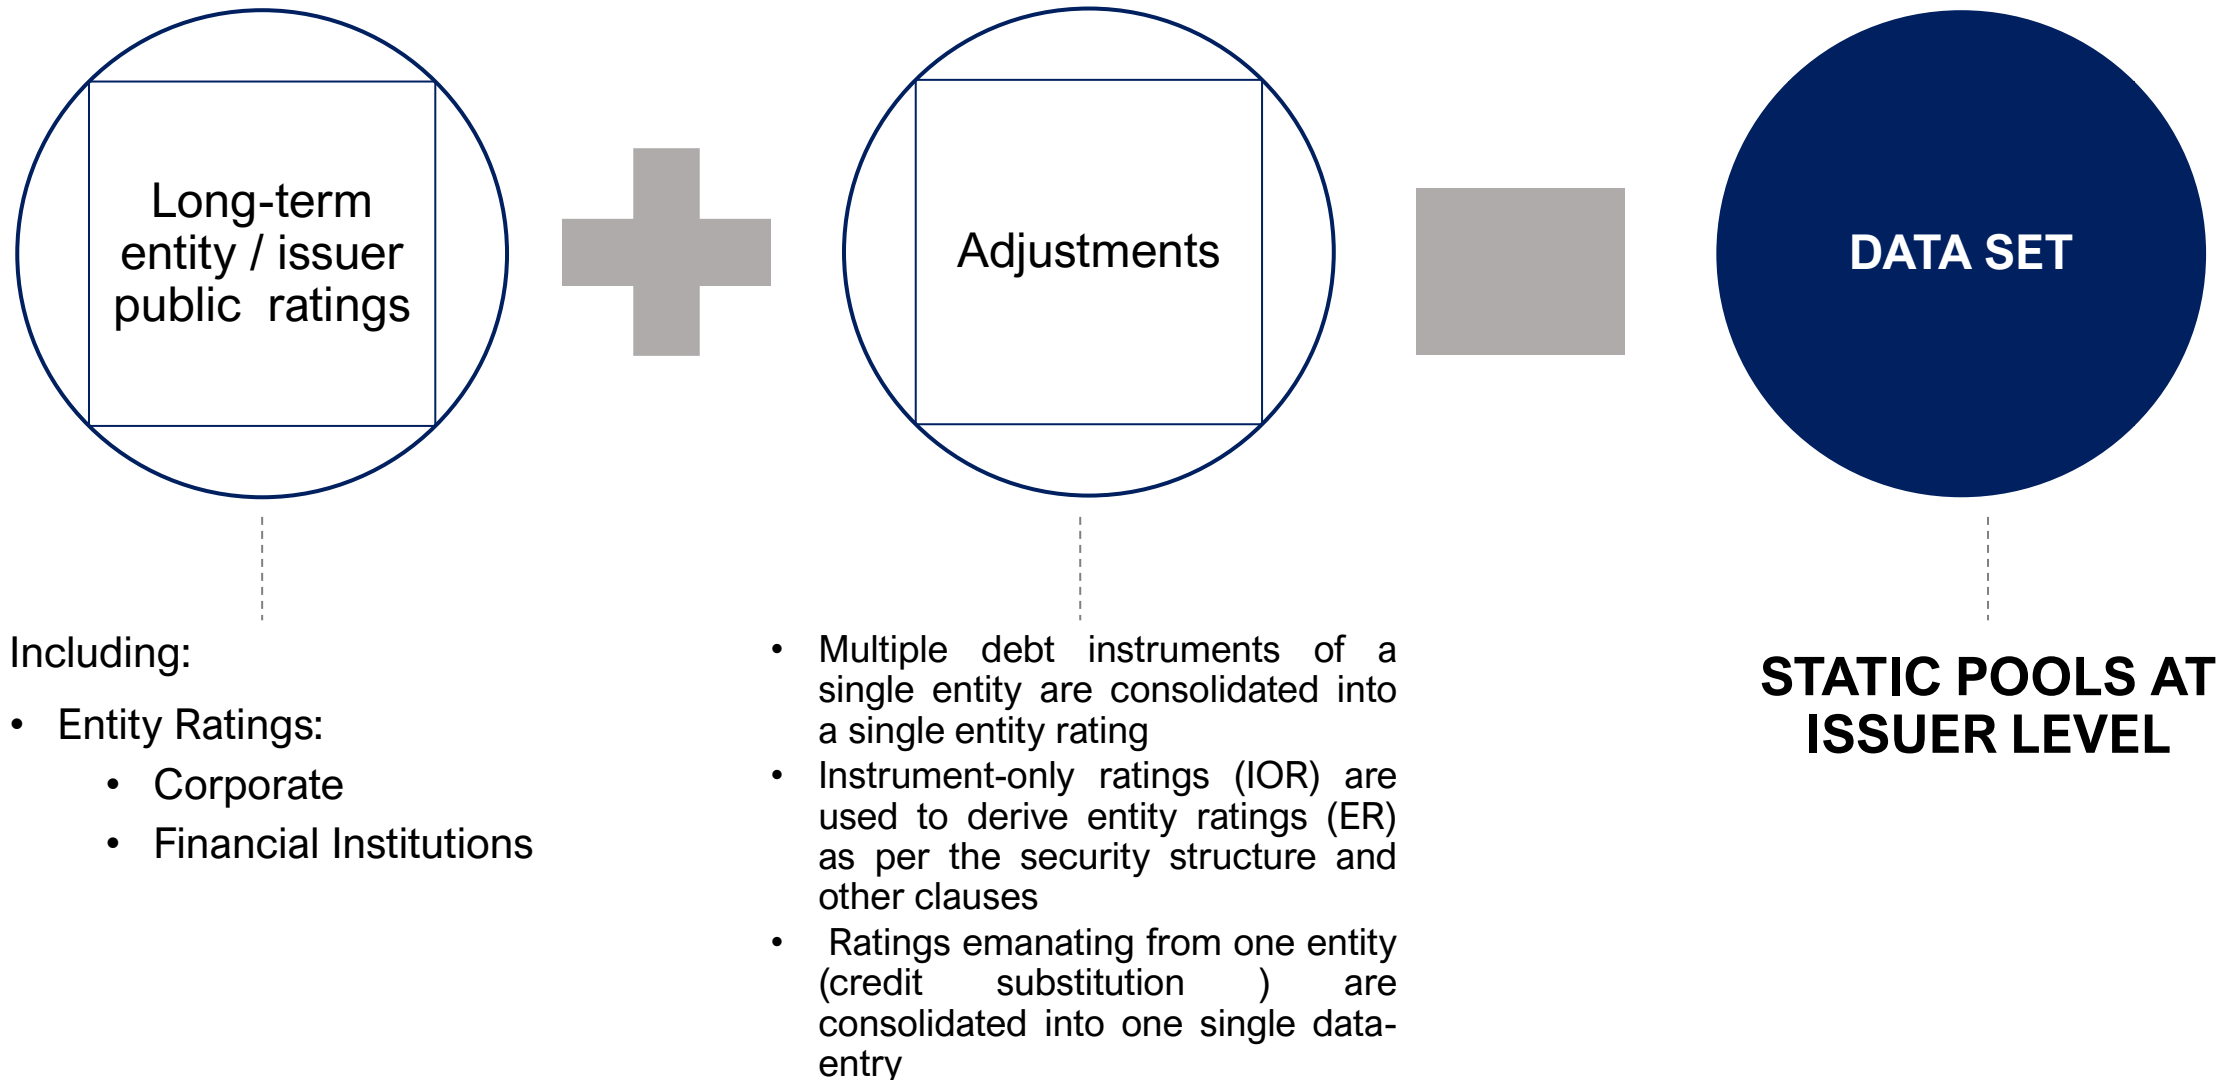 Long-term
entity / issuer
public ratings
Adjustments
DATA SET
Including:
• Entity Ratings:
• Corporate
• Financial Institutions
• Multiple debt instruments of a
single entity are consolidated into
a single entity rating
• Instrument-only ratings (IOR) are
used to derive entity ratings (ER)
as per the security structure and
other clauses
• Ratings emanating from one entity
(credit substitution ) are
consolidated into one single data-
entry
STATIC POOLS AT
ISSUER LEVEL